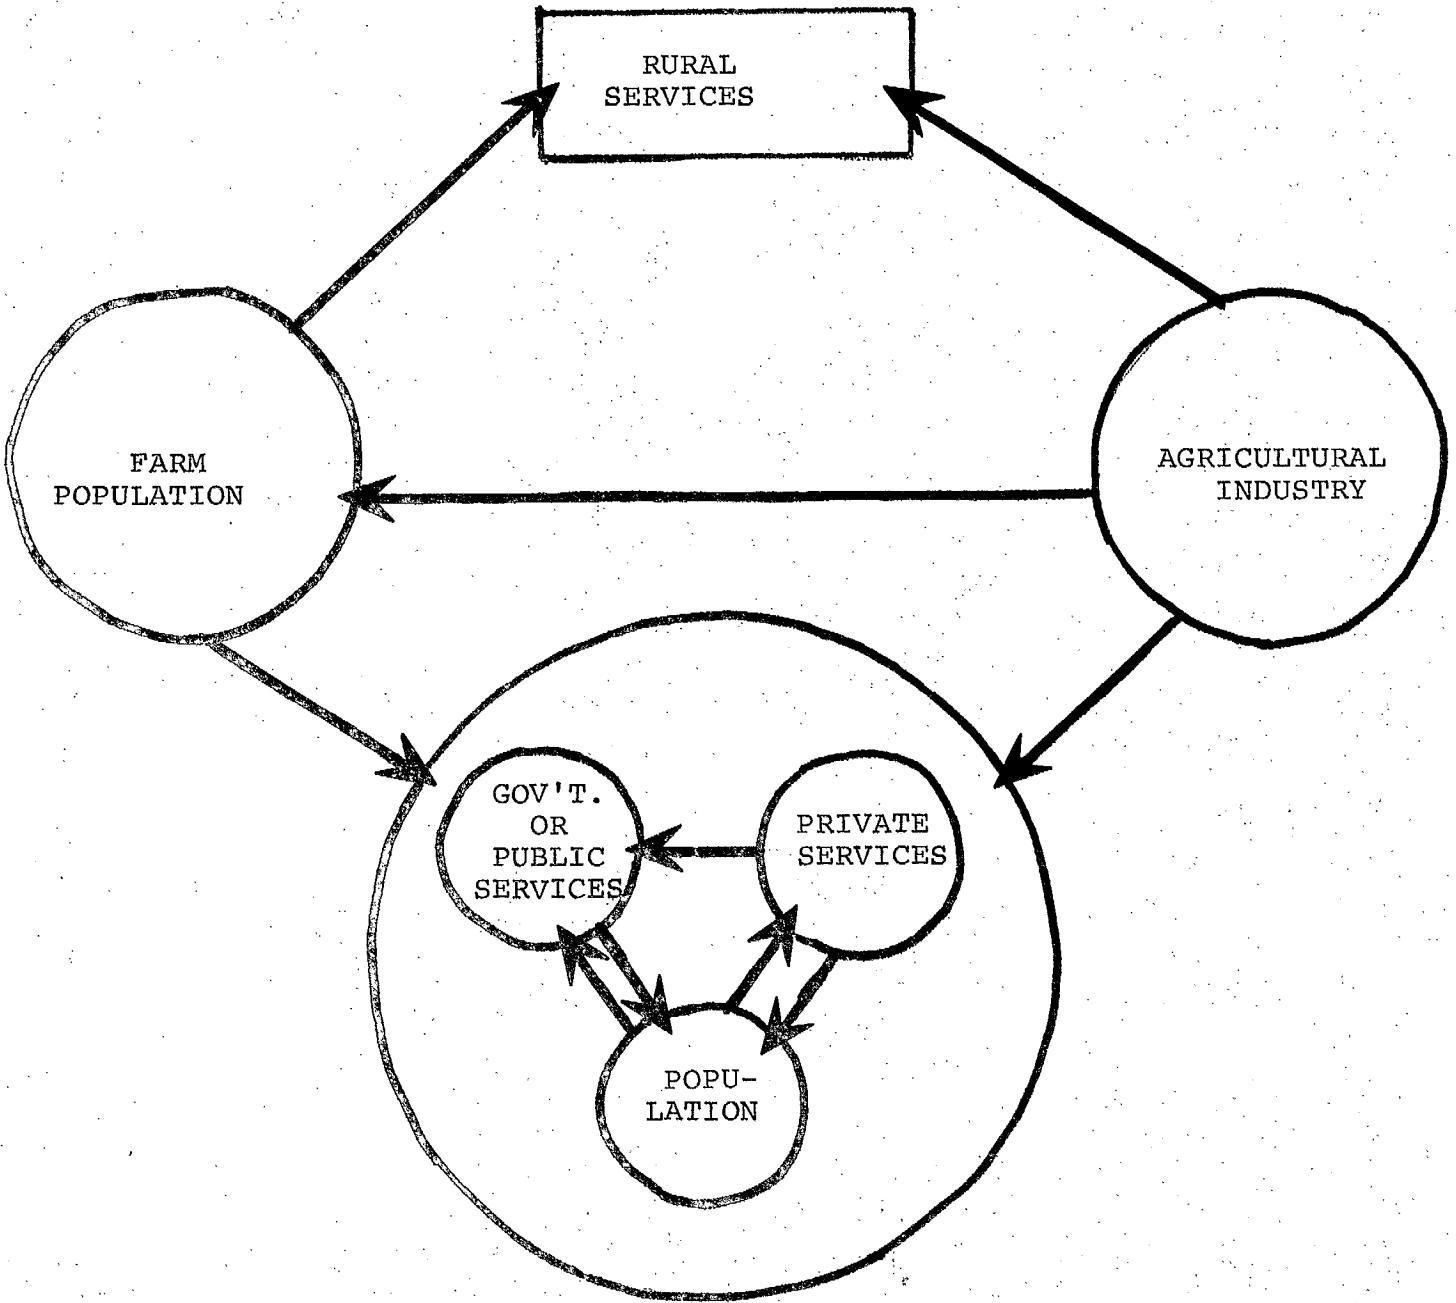 RURAL
SERVICES
FARM
POPULATION
AGRICULTURAL
INDUSTRY
GOV'T.
OR
PUBLIC
SERVICES
PRIVATE
SERVICES
POPU-
LATION